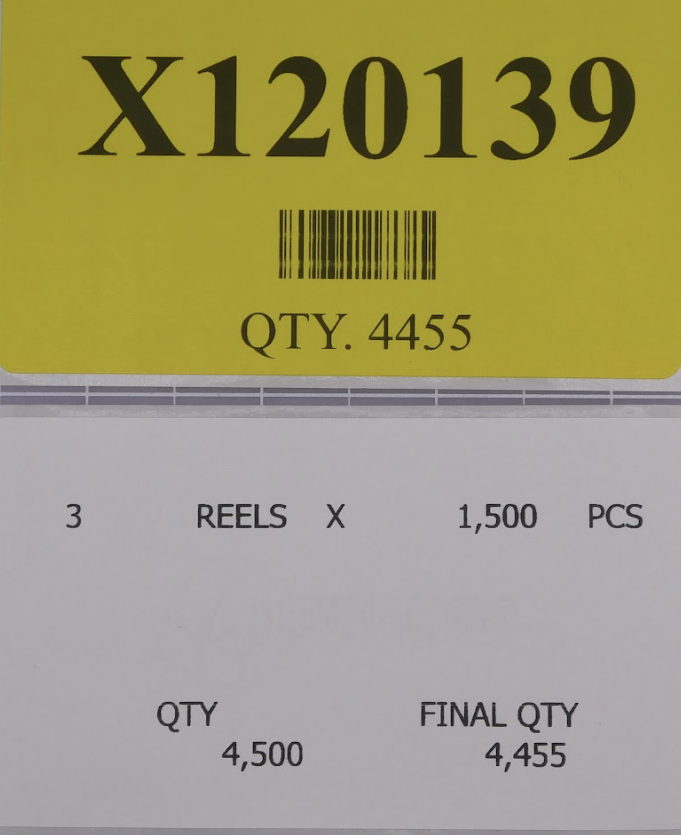 X120139
QTY. 4455
3 REELS X 1,500 PCS
QTY FINAL QTY
4,500 4,455